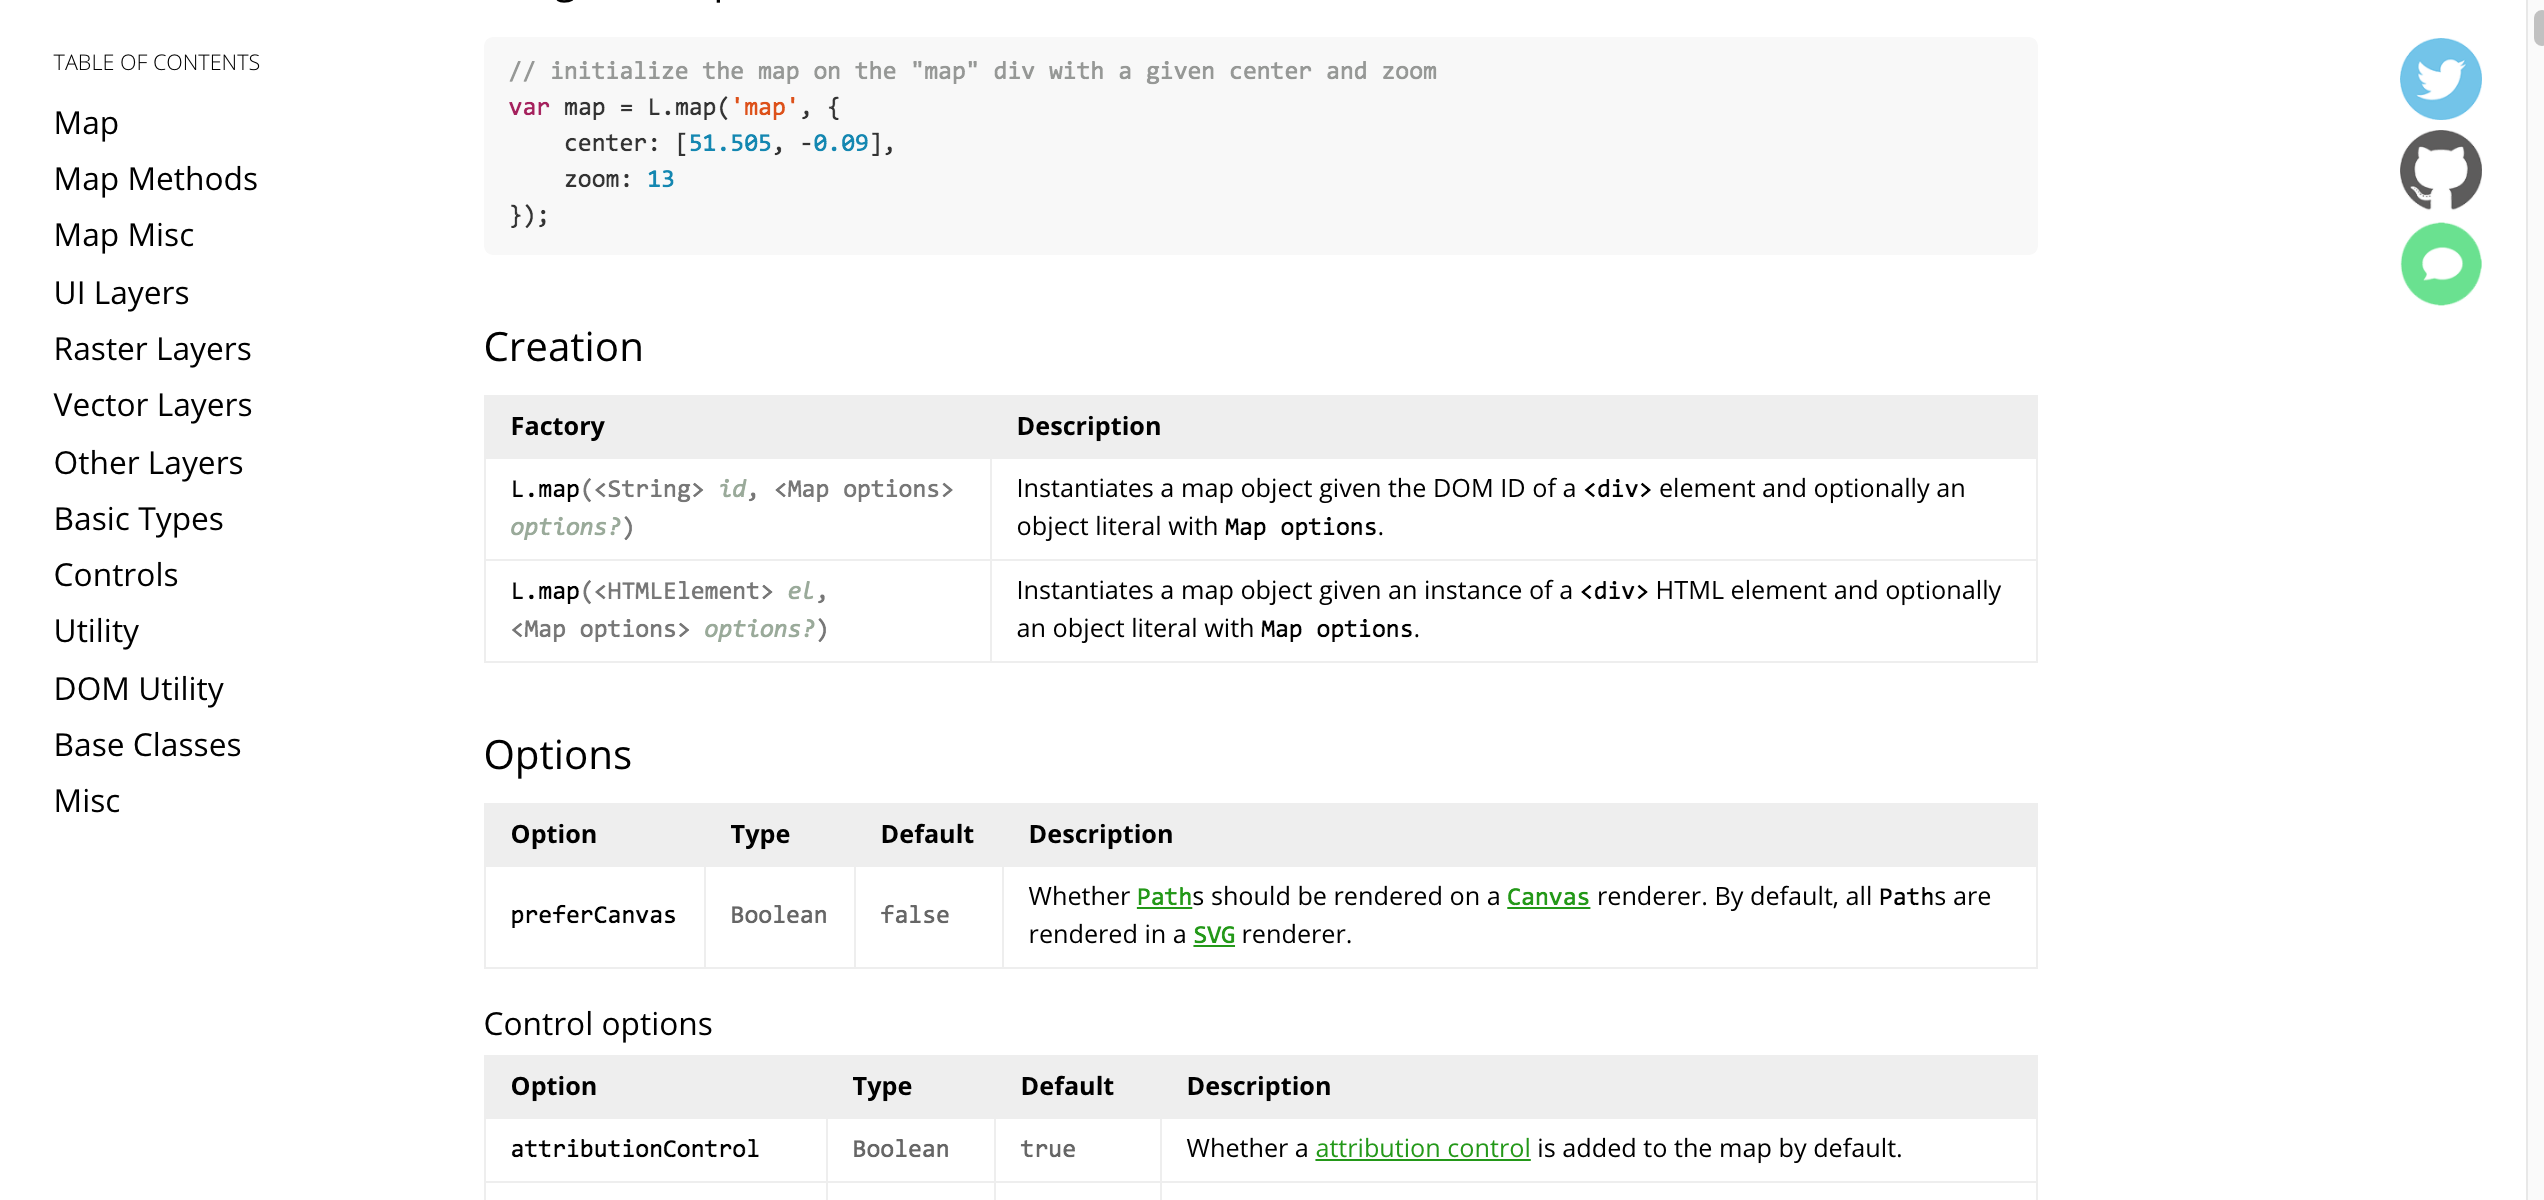 TABLE OF CONTENTS
Map
Map Methods
Map Misc
UI Layers
Raster Layers
Vector Layers
Other Layers
Basic Types
Controls
Utility
DOM Utility
Base Classes
Misc
// initialize the map on the "map" div with a given center and zoom
var map = L.map('map', {
    center: [51.505, -0.09],
    zoom: 13
});
Creation
Factory Description
L.map(<String> id, <Map options>
options?)
Instantiates a map object given the DOM ID of a <div> element and optionally an
object literal with Map options.
L.map(<HTMLElement> el,
<Map options> options?)
Instantiates a map object given an instance of a <div> HTML element and optionally
an object literal with Map options.
Options
Option Type Default Description
preferCanvas Boolean false
Whether Paths should be rendered on a Canvas renderer. By default, all Paths are
rendered in a SVG renderer.
Control options
Option Type Default Description
attributionControl Boolean true Whether a attribution control is added to the map by default.